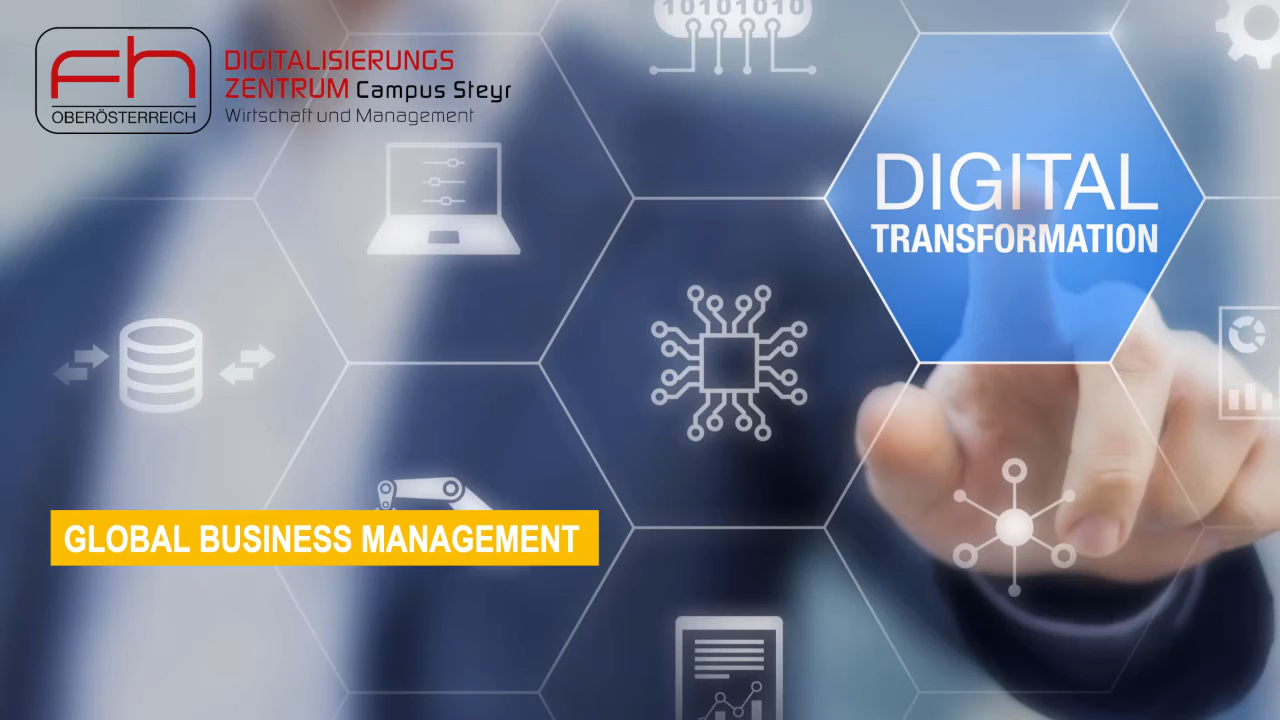 fh
OBERÖSTERREICH
DIGITALISIERUNGS
ZENTRUM Campus Steyr
Wirtschaft und Management
10101010
DIGITAL
TRANSFORMATION
GLOBAL BUSINESS MANAGEMENT